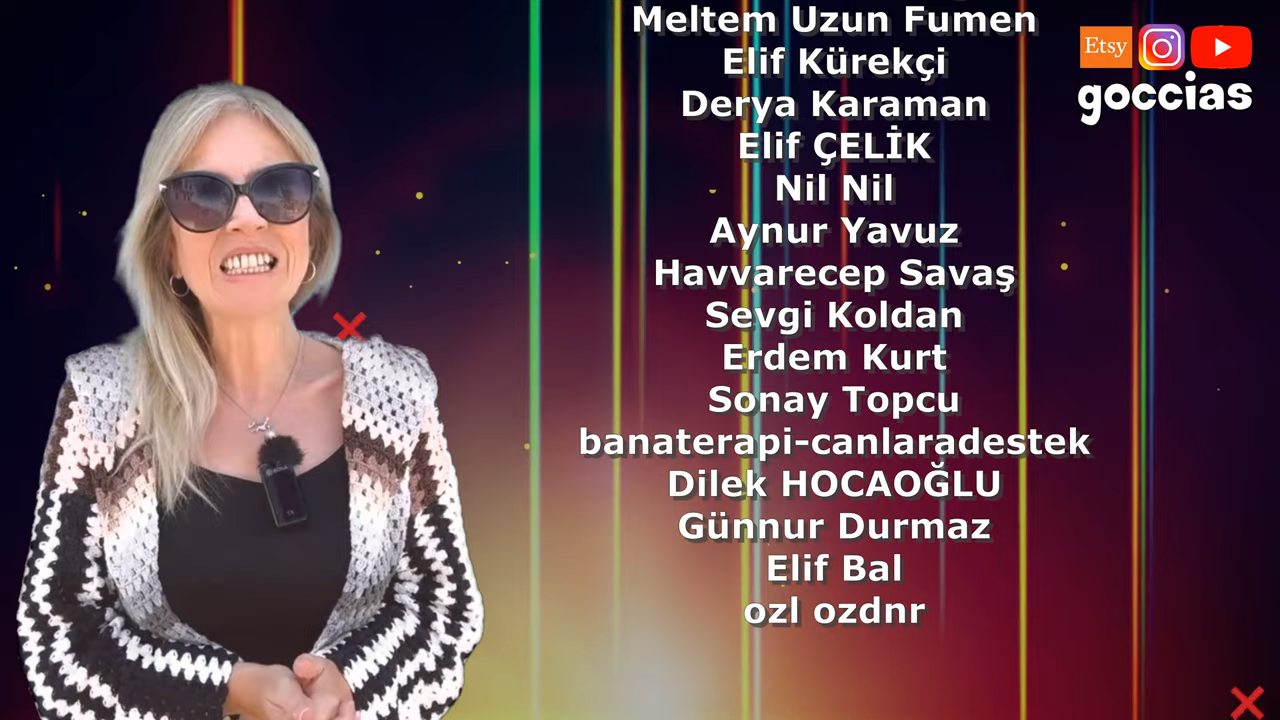 Meltem Uzun Fumen
Elif Kürekçi
Derya Karaman
Elif ÇELİK
Nil Nil
Aynur Yavuz
Havvarecep Savaş
Sevgi Koldan
Erdem Kurt
Sonay Topcu
banaterapi-canlaradestek
Dilek HOCAOĞLU
Günnur Durmaz
Elif Bal
ozl ozdnr
Etsy
goccias